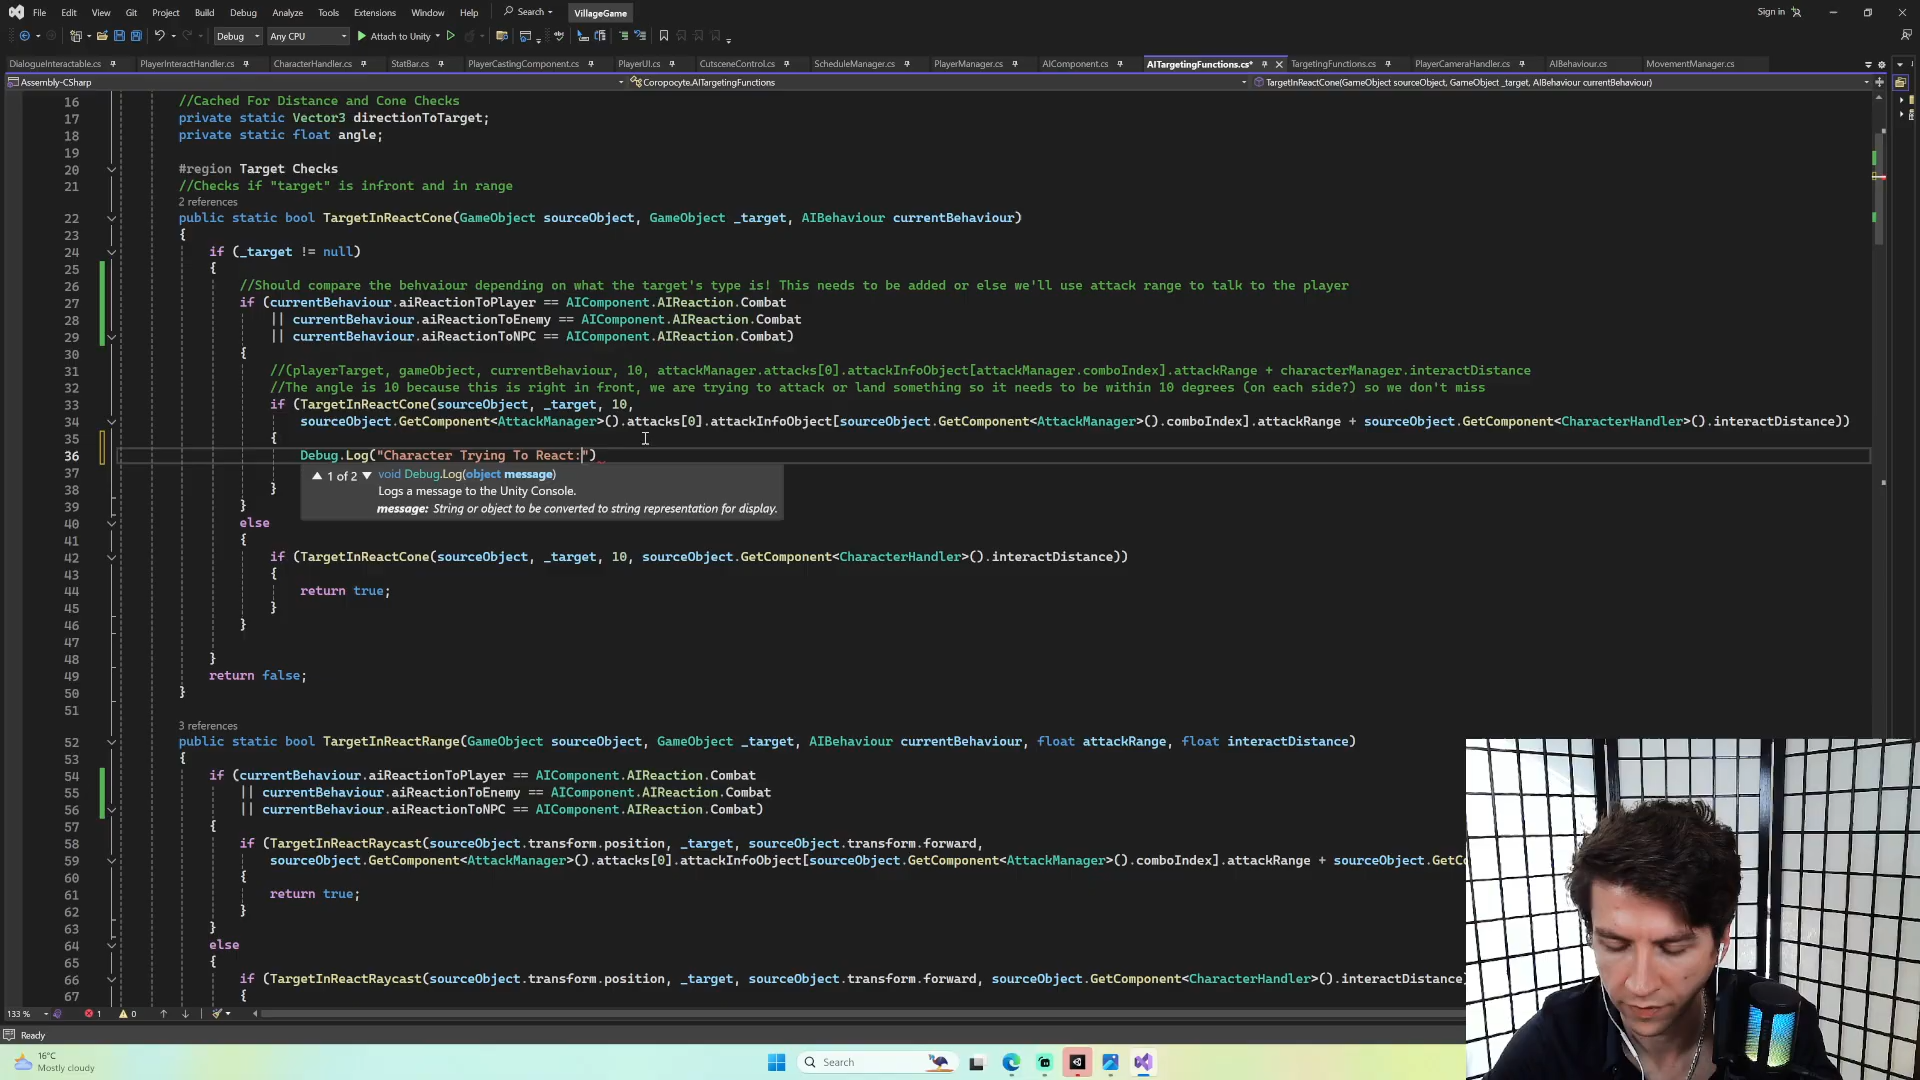 File Edit View Git Project Build Debug Analyze Tools Extensions Window Help Search VillageGame Sign in
Debug Any CPU Attach to Unity
DialogueInteractable.cs PlayerInteractHandler.cs CharacterHandler.cs StatBar.cs PlayerCastingComponent.cs PlayerUI.cs CutsceneControl.cs ScheduleManager.cs PlayerManager.cs AIComponent.cs AITargetingFunctions.cs* TargetingFunctions.cs PlayerCameraHandler.cs AIBehaviour.cs MovementManager.cs
Assembly-CSharp Coropocyte.AITargetingFunctions TargetInReactCone(GameObject sourceObject, GameObject _target, AIBehaviour currentBehaviour)
16 //Cached For Distance and Cone Checks
17 private static Vector3 directionToTarget;
18 private static float angle;
19
20 #region Target Checks
21 //Checks if "target" is infront and in range
2 references
22 public static bool TargetInReactCone(GameObject sourceObject, GameObject _target, AIBehaviour currentBehaviour)
23 {
24 if (_target != null)
25 {
26 //Should compare the behvaiour depending on what the target's type is! This needs to be added or else we'll use attack range to talk to the player
27 if (currentBehaviour.aiReactionToPlayer == AIComponent.AIReaction.Combat
28 || currentBehaviour.aiReactionToEnemy == AIComponent.AIReaction.Combat
29 || currentBehaviour.aiReactionToNPC == AIComponent.AIReaction.Combat)
30 {
31 //(playerTarget, gameObject, currentBehaviour, 10, attackManager.attacks[0].attackInfoObject[attackManager.comboIndex].attackRange + characterManager.interactDistance
32 //The angle is 10 because this is right in front, we are trying to attack or land something so it needs to be within 10 degrees (on each side?) so we don't miss
33 if (TargetInReactCone(sourceObject, _target, 10,
34 sourceObject.GetComponent<AttackManager>().attacks[0].attackInfoObject[sourceObject.GetComponent<AttackManager>().comboIndex].attackRange + sourceObject.GetComponent<CharacterHandler>().interactDistance))
35 {
36 Debug.Log("Character Trying To React:")
37 1 of 2 void Debug.Log(object message)
38 } Logs a message to the Unity Console.
39 } message: String or object to be converted to string representation for display.
40 else
41 {
42 if (TargetInReactCone(sourceObject, _target, 10, sourceObject.GetComponent<CharacterHandler>().interactDistance))
43 {
44 return true;
45 }
46 }
47
48 }
49 return false;
50 }
51
3 references
52 public static bool TargetInReactRange(GameObject sourceObject, GameObject _target, AIBehaviour currentBehaviour, float attackRange, float interactDistance)
53 {
54 if (currentBehaviour.aiReactionToPlayer == AIComponent.AIReaction.Combat
55 || currentBehaviour.aiReactionToEnemy == AIComponent.AIReaction.Combat
56 || currentBehaviour.aiReactionToNPC == AIComponent.AIReaction.Combat)
57 {
58 if (TargetInReactRaycast(sourceObject.transform.position, _target, sourceObject.transform.forward,
59 sourceObject.GetComponent<AttackManager>().attacks[0].attackInfoObject[sourceObject.GetComponent<AttackManager>().comboIndex].attackRange + sourceObject.GetCo
60 {
61 return true;
62 }
63 }
64 else
65 {
66 if (TargetInReactRaycast(sourceObject.transform.position, _target, sourceObject.transform.forward, sourceObject.GetComponent<CharacterHandler>().interactDistance)
67 {
133 % 1 0
Ready
16°C
Mostly cloudy
Search